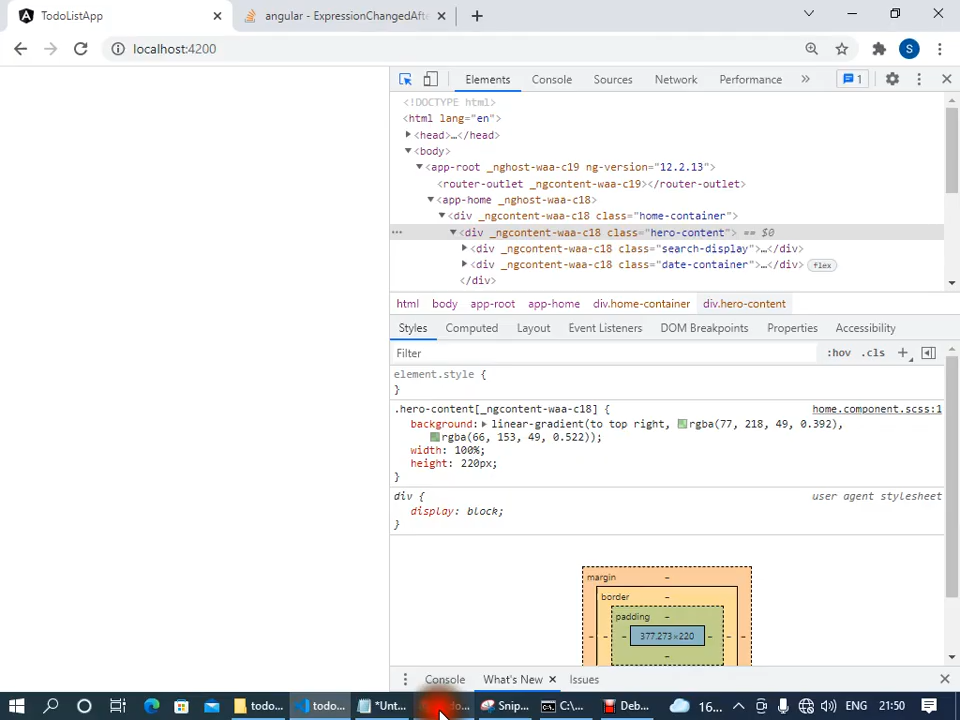 TodoListApp
angular - ExpressionChangedAfte
localhost:4200
S
Elements Console Sources Network Performance » 1
<!DOCTYPE html>
<html lang="en">
<head>…</head>
<body>
<app-root _nghost-waa-c19 ng-version="12.2.13">
<router-outlet _ngcontent-waa-c19></router-outlet>
<app-home _nghost-waa-c18>
<div _ngcontent-waa-c18 class="home-container">
<div _ngcontent-waa-c18 class="hero-content"> == $0
<div _ngcontent-waa-c18 class="search-display">…</div>
<div _ngcontent-waa-c18 class="date-container">…</div> flex
</div>
html body app-root app-home div.home-container div.hero-content
Styles Computed Layout Event Listeners DOM Breakpoints Properties Accessibility
Filter :hov .cls +
element.style {
}
.hero-content[_ngcontent-waa-c18] { home.component.scss:1
background: linear-gradient(to top right, rgba(77, 218, 49, 0.392),
rgba(66, 153, 49, 0.522));
width: 100%;
height: 220px;
}
div { user agent stylesheet
display: block;
}
margin -
border -
padding -
- - - 377.273×220 - - -
-
Console What's New Issues
todo... todo... *Unt... Snip... C:\... Deb... 16... ENG 21:50